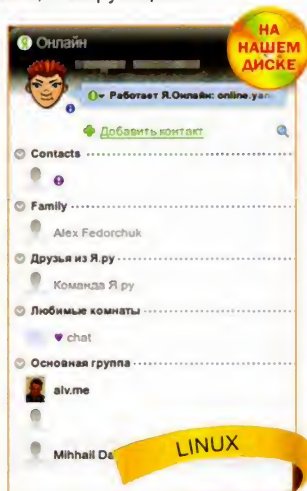 НА
НАШЕМ
ДИСКЕ
Онлайн
Работает Я.Онлайн: online.yan
Добавить контакт
Contacts
Family
Alex Fedorchuk
Друзья из Я.ру
Команда Я.ру
Любимые комнаты
chat
Основная группа
alv.me
Mihhail Da
LINUX